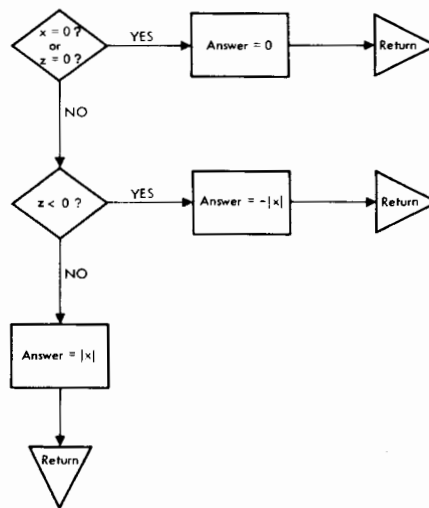 x = 0 ?
or
z = 0 ?
YES
Answer = 0
Return
NO
z < 0 ?
YES
Answer = -|x|
Return
NO
Answer = |x|
Return